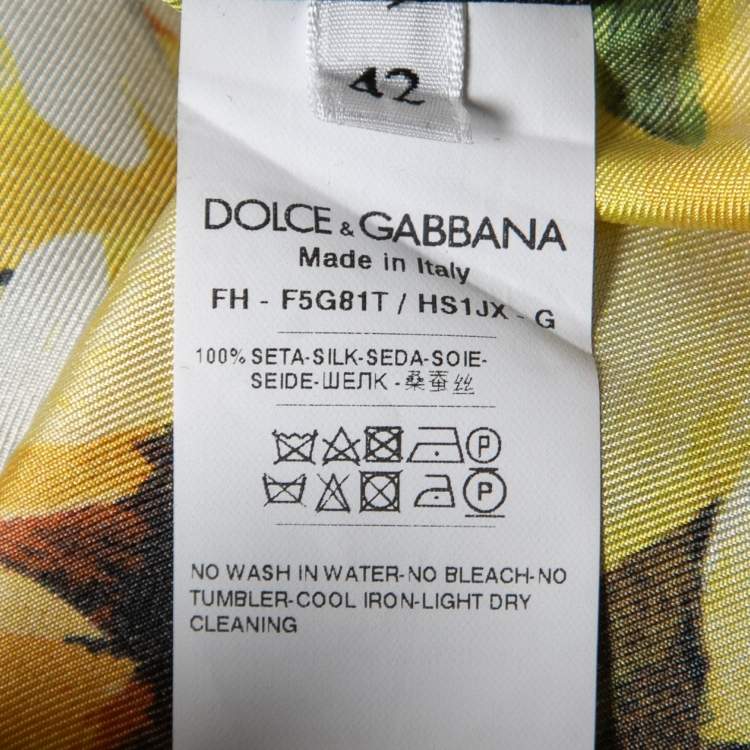 42
DOLCE & GABBANA
Made in Italy
FH - F5G81T / HS1JX - G
100% SETA-SILK-SEDA-SOIE-
SEIDE-ШЕЛК -桑蚕丝
P
P
NO WASH IN WATER-NO BLEACH-NO
TUMBLER-COOL IRON-LIGHT DRY
CLEANING